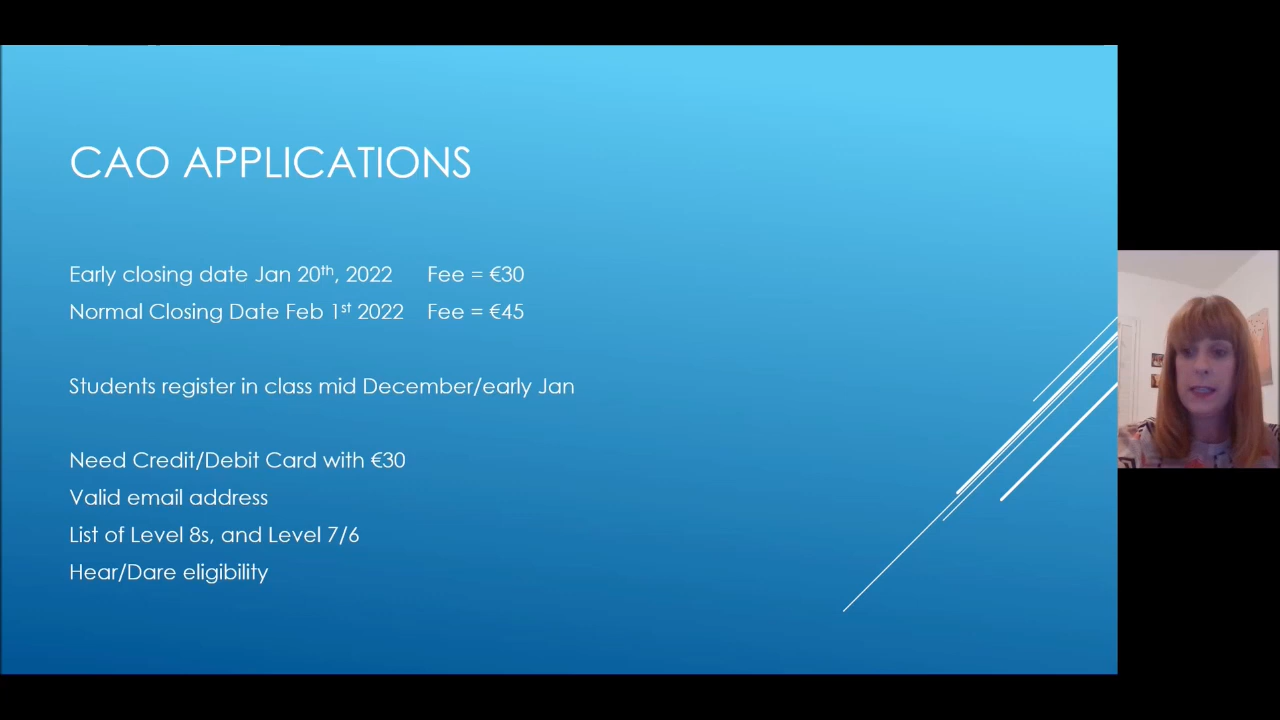 CAO APPLICATIONS
Early closing date Jan 20th, 2022 Fee = €30
Normal Closing Date Feb 1st 2022 Fee = €45
Students register in class mid December/early Jan
Need Credit/Debit Card with €30
Valid email address
List of Level 8s, and Level 7/6
Hear/Dare eligibility